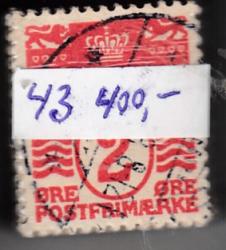 43 400,-
2
ØRE ØRE
POSTFRIMÆRKE